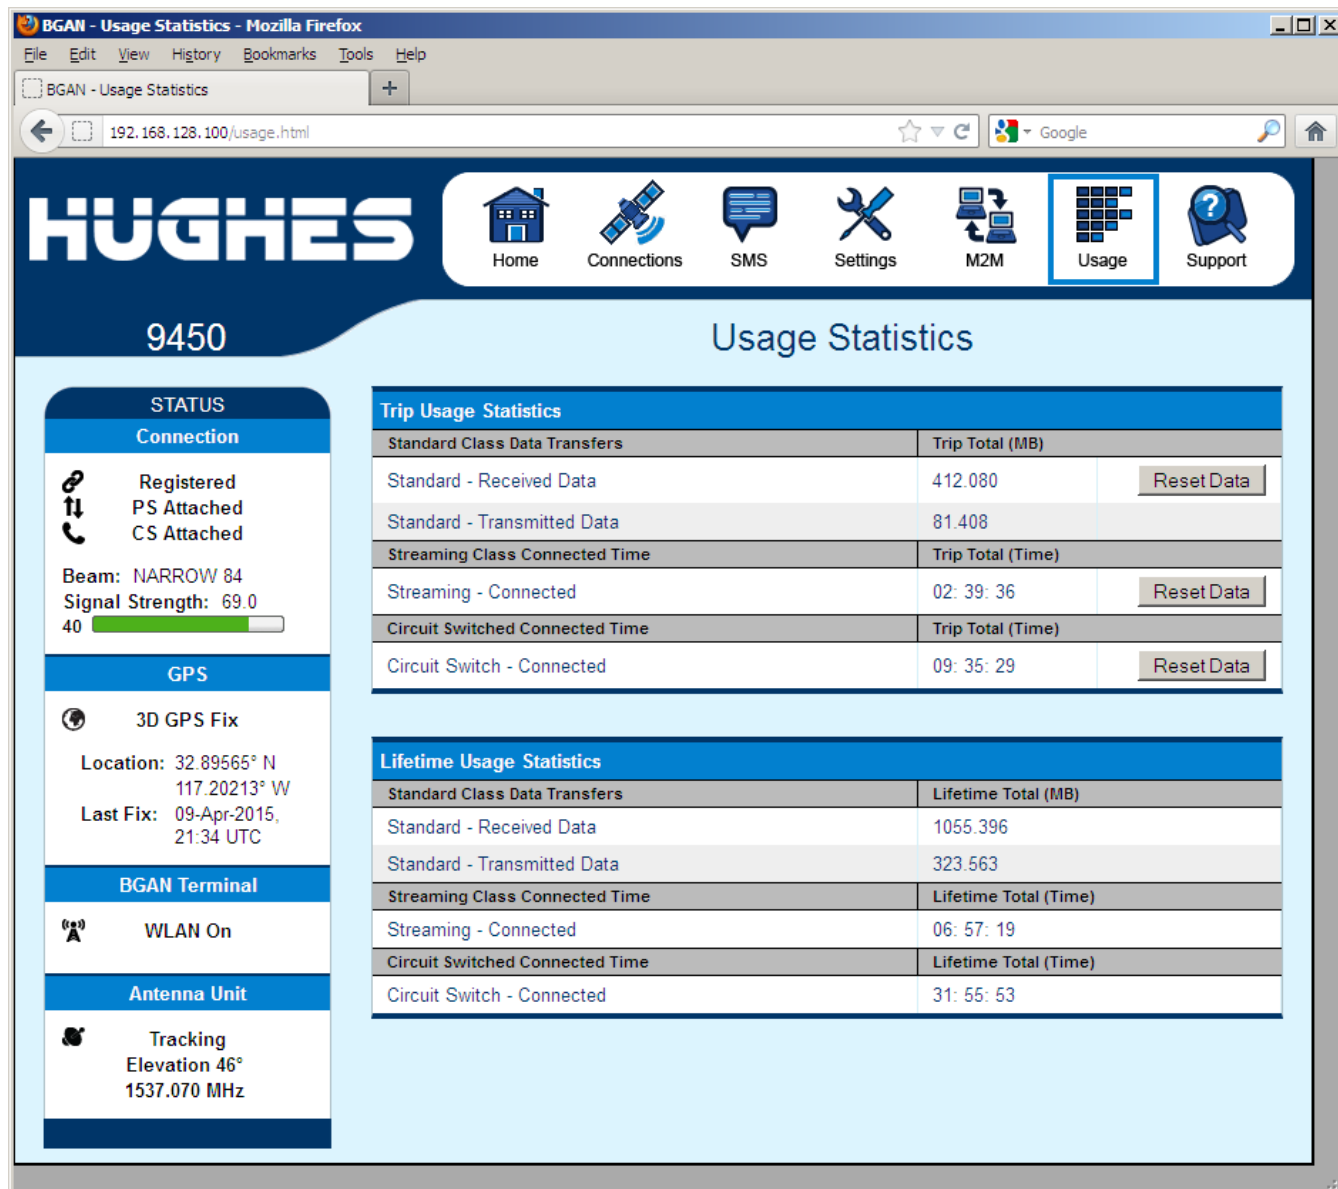 BGAN - Usage Statistics - Mozilla Firefox
File Edit View History Bookmarks Tools Help
BGAN - Usage Statistics
192.168.128.100/usage.html
Google
HUGHES
Home Connections SMS Settings M2M Usage Support
9450
Usage Statistics
STATUS
Connection
Registered
PS Attached
CS Attached
Beam: NARROW 84
Signal Strength: 69.0
40
GPS
3D GPS Fix
Location: 32.89565° N
117.20213° W
Last Fix: 09-Apr-2015,
21:34 UTC
BGAN Terminal
WLAN On
Antenna Unit
Tracking
Elevation 46°
1537.070 MHz
Trip Usage Statistics
Standard Class Data Transfers Trip Total (MB)
Standard - Received Data 412.080 Reset Data
Standard - Transmitted Data 81.408
Streaming Class Connected Time Trip Total (Time)
Streaming - Connected 02: 39: 36 Reset Data
Circuit Switched Connected Time Trip Total (Time)
Circuit Switch - Connected 09: 35: 29 Reset Data
Lifetime Usage Statistics
Standard Class Data Transfers Lifetime Total (MB)
Standard - Received Data 1055.396
Standard - Transmitted Data 323.563
Streaming Class Connected Time Lifetime Total (Time)
Streaming - Connected 06: 57: 19
Circuit Switched Connected Time Lifetime Total (Time)
Circuit Switch - Connected 31: 55: 53